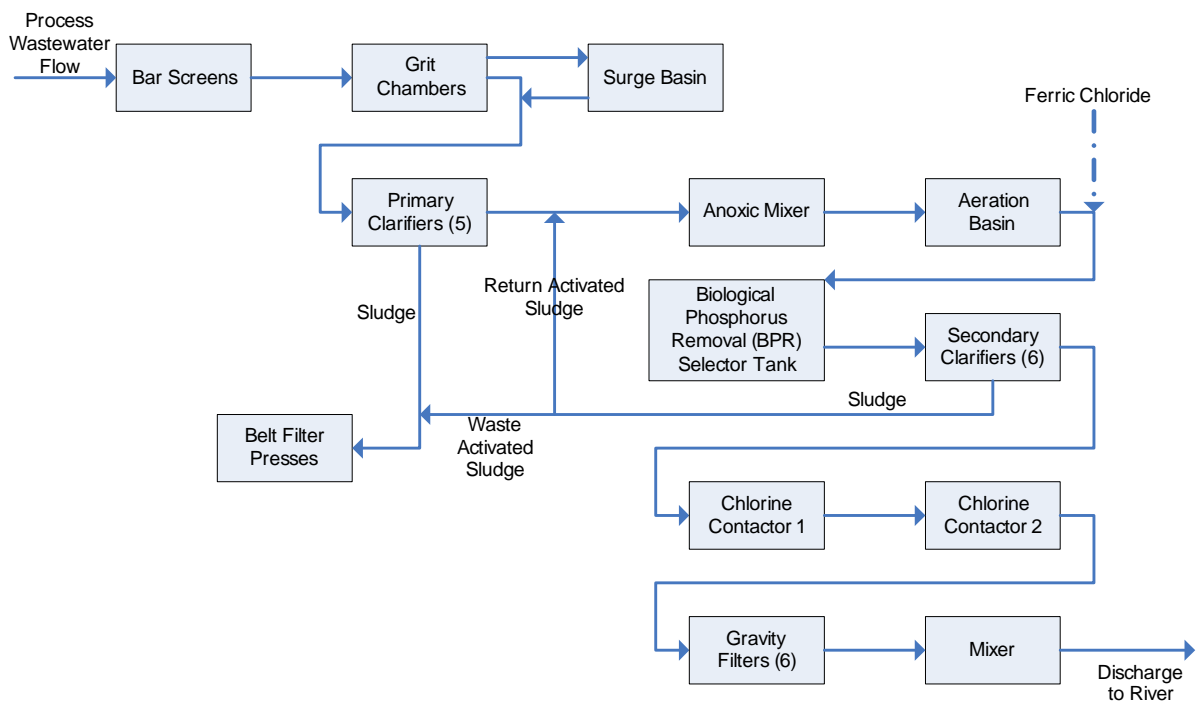 Process
Wastewater
Flow
Bar Screens
Grit
Chambers
Surge Basin
Ferric Chloride
Primary
Clarifiers (5)
Anoxic Mixer
Aeration
Basin
Sludge
Return Activated
Sludge
Biological
Phosphorus
Removal (BPR)
Selector Tank
Secondary
Clarifiers (6)
Sludge
Belt Filter
Presses
Waste
Activated
Sludge
Chlorine
Contactor 1
Chlorine
Contactor 2
Gravity
Filters (6)
Mixer
Discharge
to River